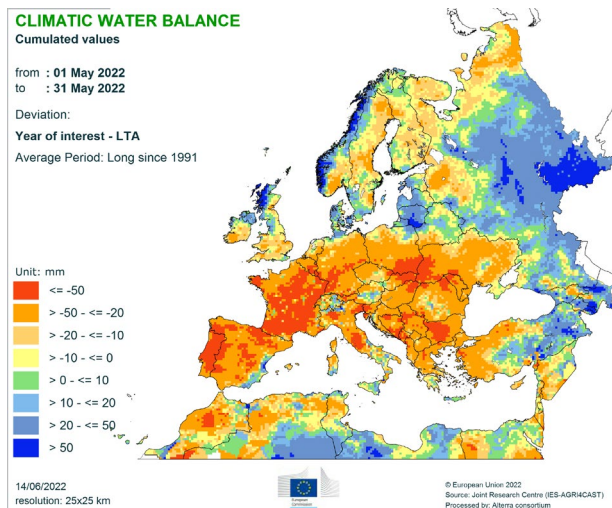 CLIMATIC WATER BALANCE
Cumulated values
from : 01 May 2022
to : 31 May 2022
Deviation:
Year of interest - LTA
Average Period: Long since 1991
Unit: mm
<= -50
> -50 - <= -20
> -20 - <= -10
> -10 - <= 0
> 0 - <= 10
> 10 - <= 20
> 20 - <= 50
> 50
14/06/2022
resolution: 25x25 km
European
Commission
© European Union 2022
Source: Joint Research Centre (IES-AGRI4CAST)
Processed by: Alterra consortium